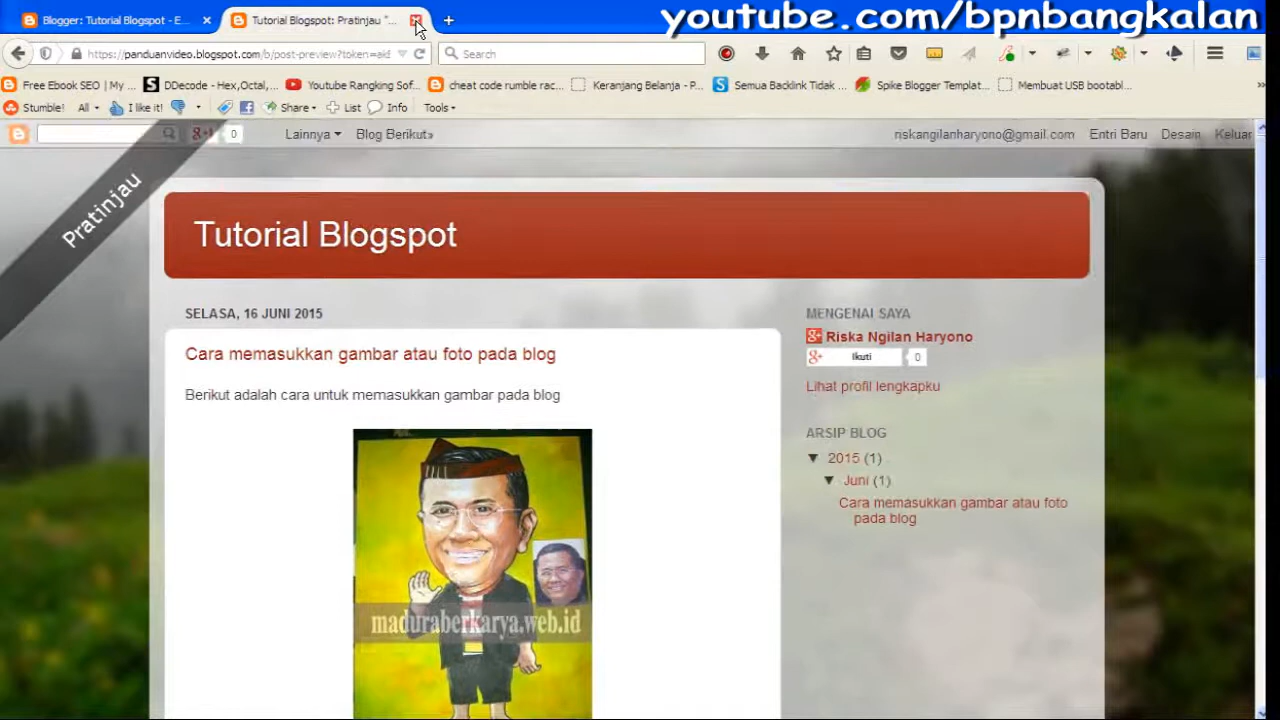 youtube.com/bpnbangkalan
Blogger: Tutorial Blogspot - E...
Tutorial Blogspot: Pratinjau "...
https://panduanvideo.blogspot.com/b/post-preview?token=aid
Search
Free Ebook SEO | My ...
DDecode - Hex,Octal,...
Youtube Rangking Sof...
cheat code rumble rac...
Keranjang Belanja - P...
Semua Backlink Tidak ...
Spike Blogger Templat...
Membuat USB bootabl...
Stumble! All I like it! Share List Info Tools
0 Lainnya Blog Berikut»
riskangilanharyono@gmail.com Entri Baru Desain Keluar
Pratinjau
Tutorial Blogspot
SELASA, 16 JUNI 2015
Cara memasukkan gambar atau foto pada blog
Berikut adalah cara untuk memasukkan gambar pada blog
maduraberkarya.web.id
MENGENAI SAYA
Riska Ngilan Haryono
Ikuti 0
Lihat profil lengkapku
ARSIP BLOG
▼ 2015 (1)
▼ Juni (1)
Cara memasukkan gambar atau foto
pada blog